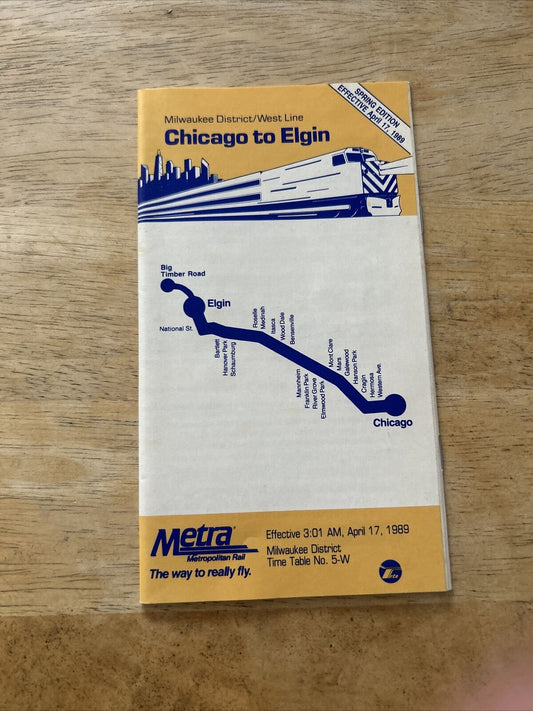 SPRING EDITION
EFFECTIVE April 17, 1989
Milwaukee District/West Line
Chicago to Elgin
Big
Timber Road
Elgin
National St.
Bartlett
Hanover Park
Schaumburg
Roselle
Medinah
Itasca
Wood Dale
Bensenville
Mannheim
Franklin Park
River Grove
Elmwood Park
Mont Clare
Mars
Galewood
Hanson Park
Cragin
Hermosa
Western Ave.
Chicago
Metra
Metropolitan Rail
The way to really fly.
Effective 3:01 AM, April 17, 1989
Milwaukee District
Time Table No. 5-W